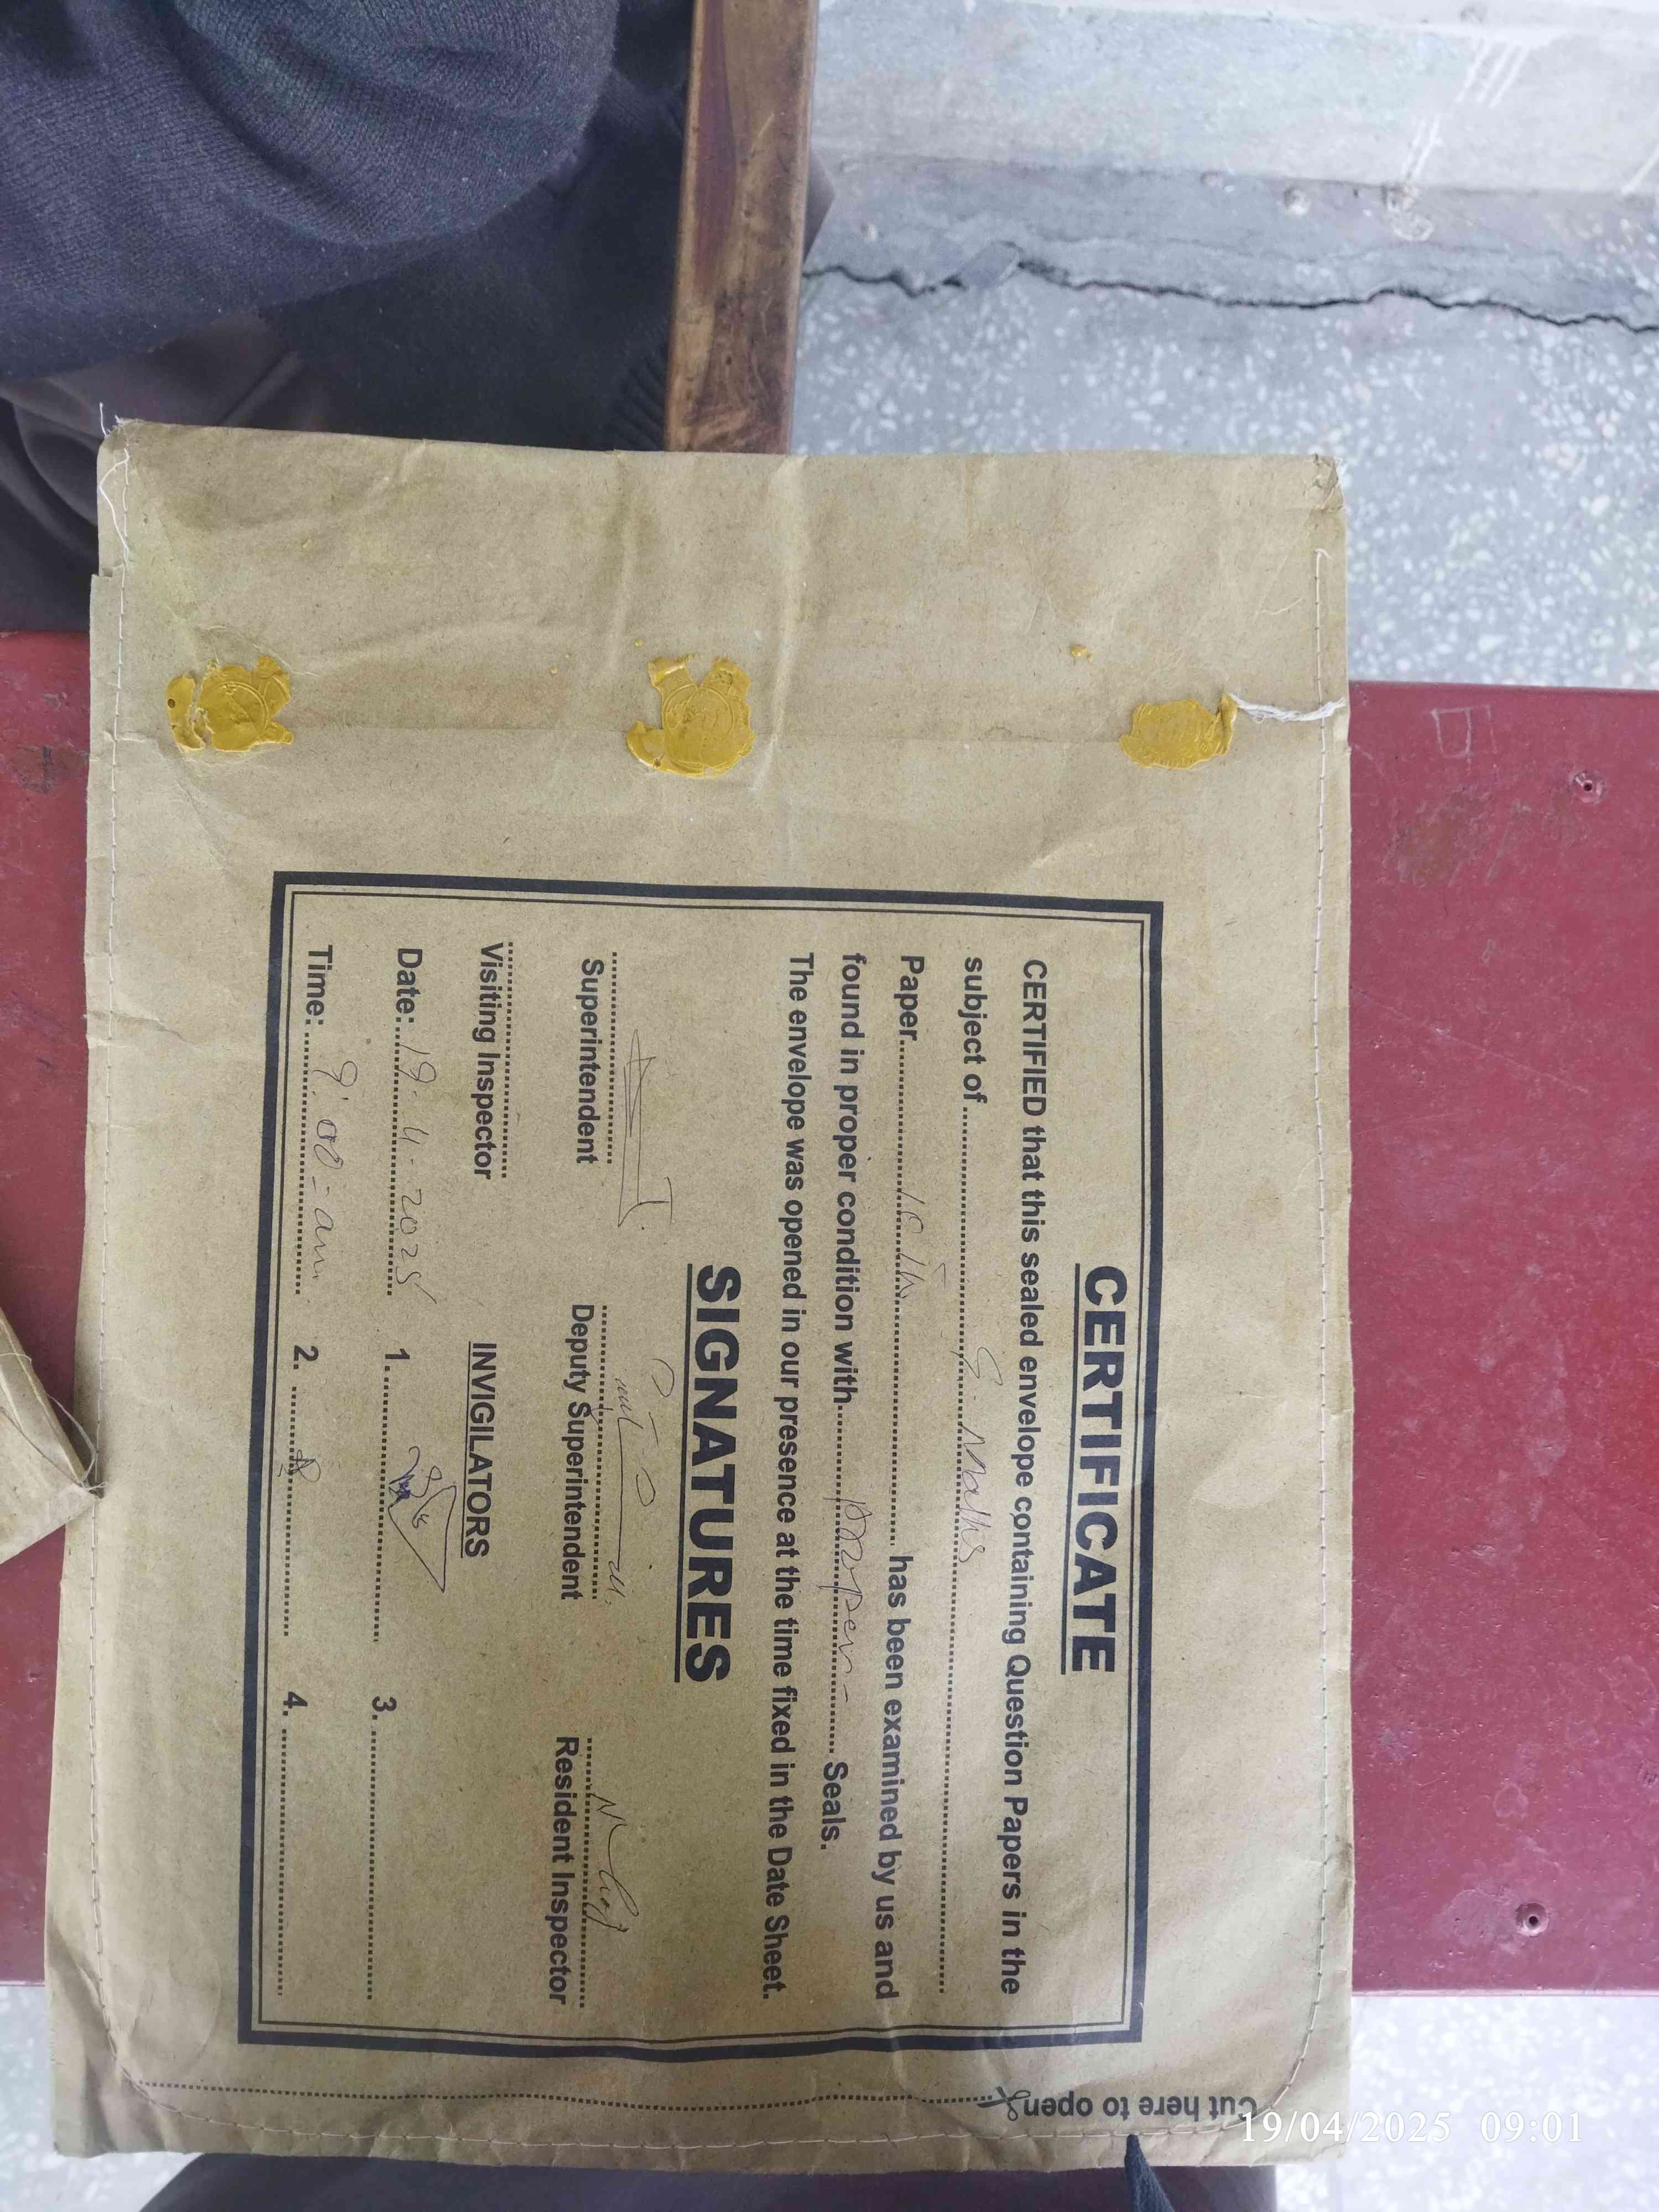 CERTIFICATE
CERTIFIED that this sealed envelope containing Question Papers in the
subject of G. Maths
Paper has been examined by us and
found in proper condition with proper Seals.
The envelope was opened in our presence at the time fixed in the Date Sheet.
SIGNATURES
Superintendent Deputy Superintendent Resident Inspector
Visiting Inspector INVIGILATORS
Date: 19-4-2025 1. 3.
Time: 9:00-am. 2. 4.
Cut here to open
19/04/2025 09:01